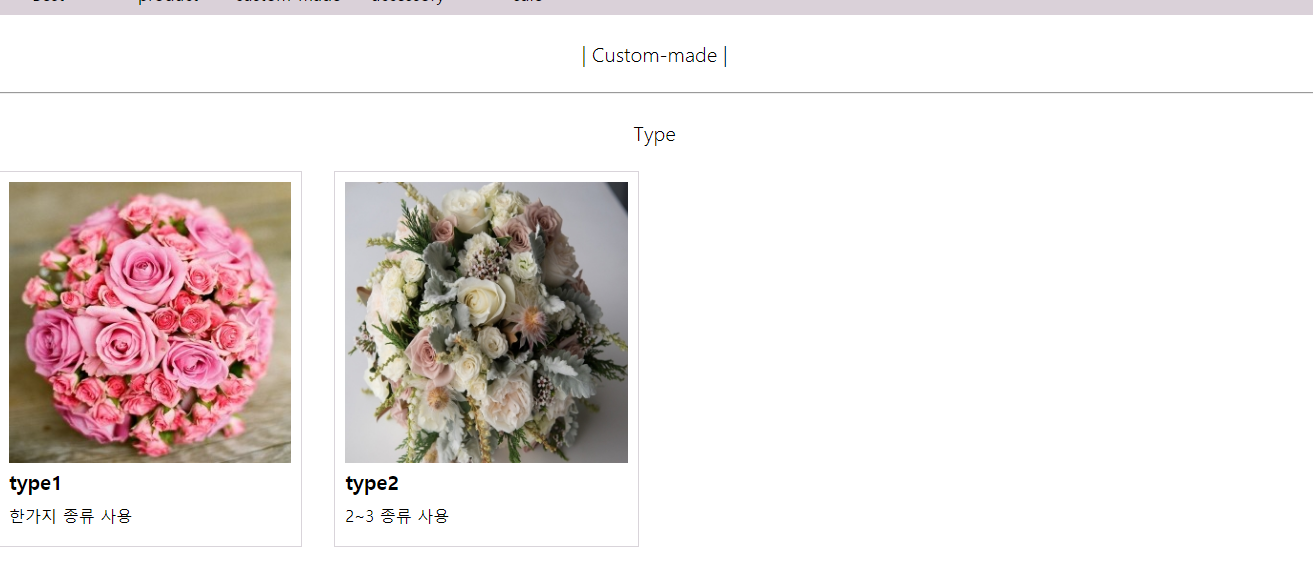 | Custom-made |
Type
type1
한가지 종류 사용
type2
2~3 종류 사용